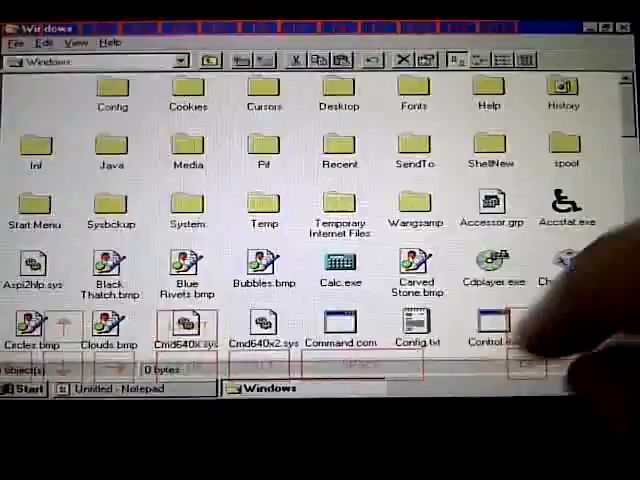 Windows
File Edit View Help
Windows
Config Cookies Cursors Desktop Fonts Help History
Inf Java Media Pif Recent SendTo ShellNew spool
Start Menu Sysbckup System Temp Temporary Internet Files Wangsamp Accessor.grp Accstat.exe
Aspi2hlp.sys Black Thatch.bmp Blue Rivets.bmp Bubbles.bmp Calc.exe Carved Stone.bmp Cdplayer.exe
Circles.bmp Clouds.bmp Cmd640x.sys Cmd640x2.sys Command.com Config.txt
object(s) 0 bytes
Start Untitled - Notepad Windows